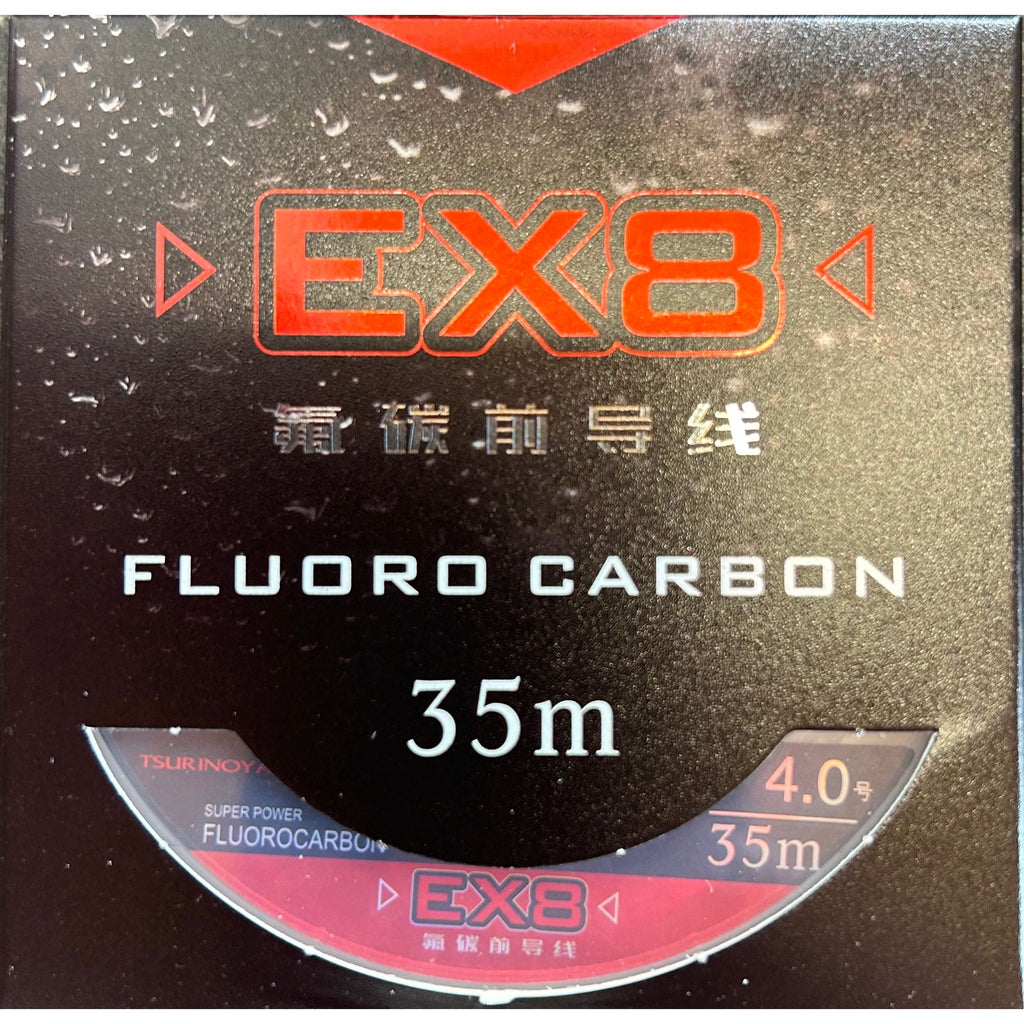 EX8
氟碳前导线
FLUORO CARBON
35m
TSURINOYA
4.0号
SUPER POWER
FLUOROCARBON
35m
EX8
氟碳前导线